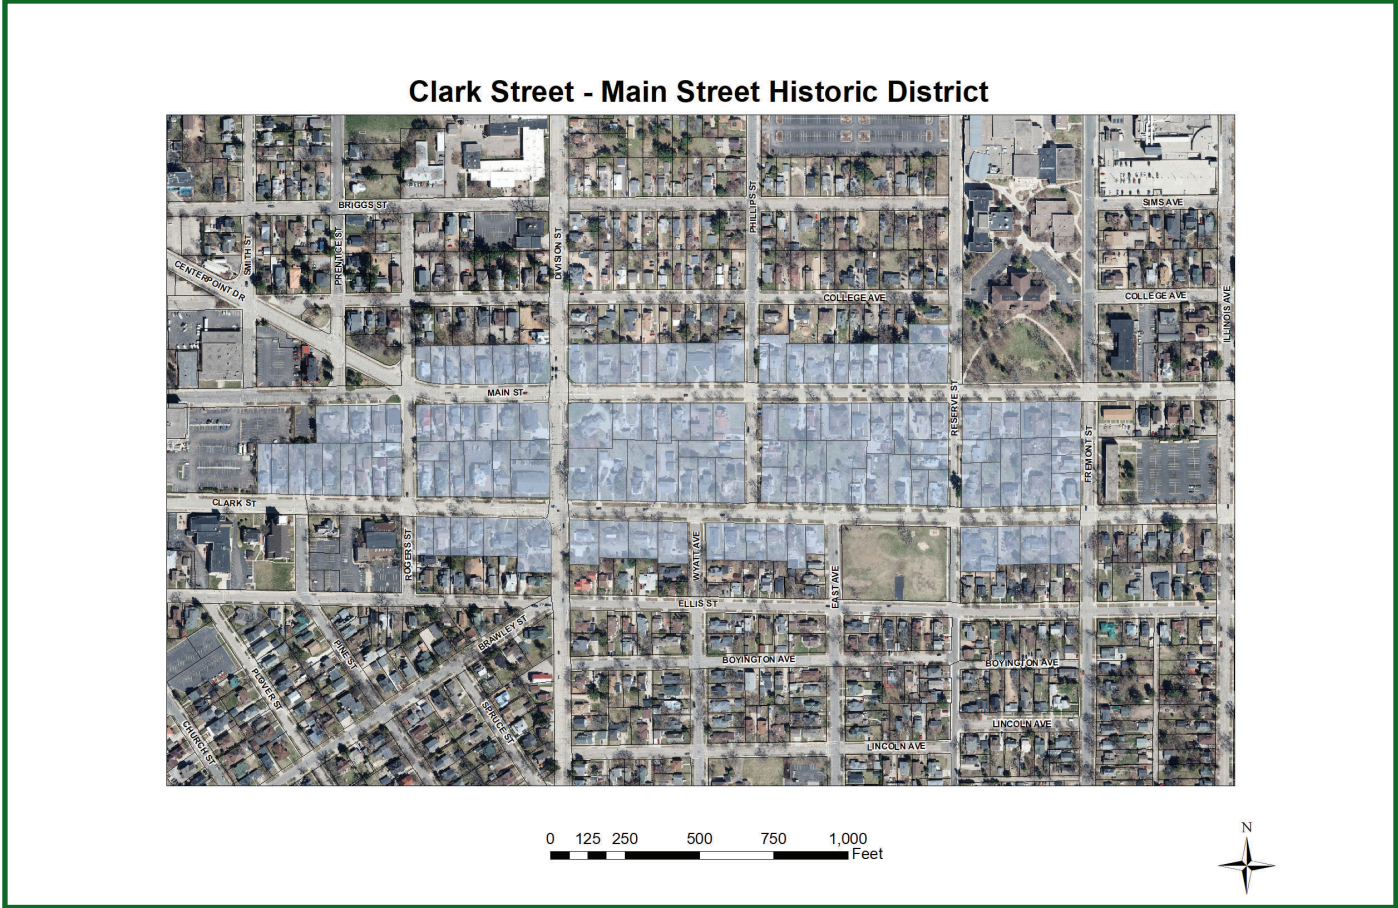 Clark Street - Main Street Historic District
BRIGGS ST
SIMS AVE
PHILLIPS ST
SMITH ST
PRENTICE ST
DIVISION ST
CENTERPOINT DR
COLLEGE AVE
COLLEGE AVE
ILLINOIS AVE
MAIN ST
RESERVE ST
FREMONT ST
CLARK ST
ROGERS ST
WYATT AVE
EAST AVE
ELLIS ST
BRAWLEY ST
PINE ST
BOYINGTON AVE
BOYINGTON AVE
PLOVER ST
SPRUCE ST
CHURCH ST
LINCOLN AVE
LINCOLN AVE
0 125 250 500 750 1,000
Feet
N